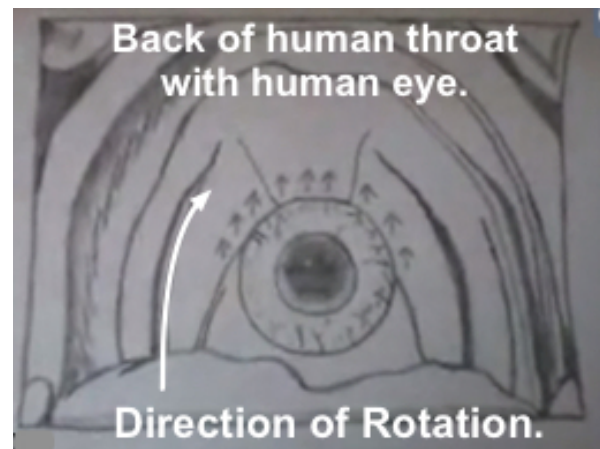 Back of human throat
with human eye.
Direction of Rotation.